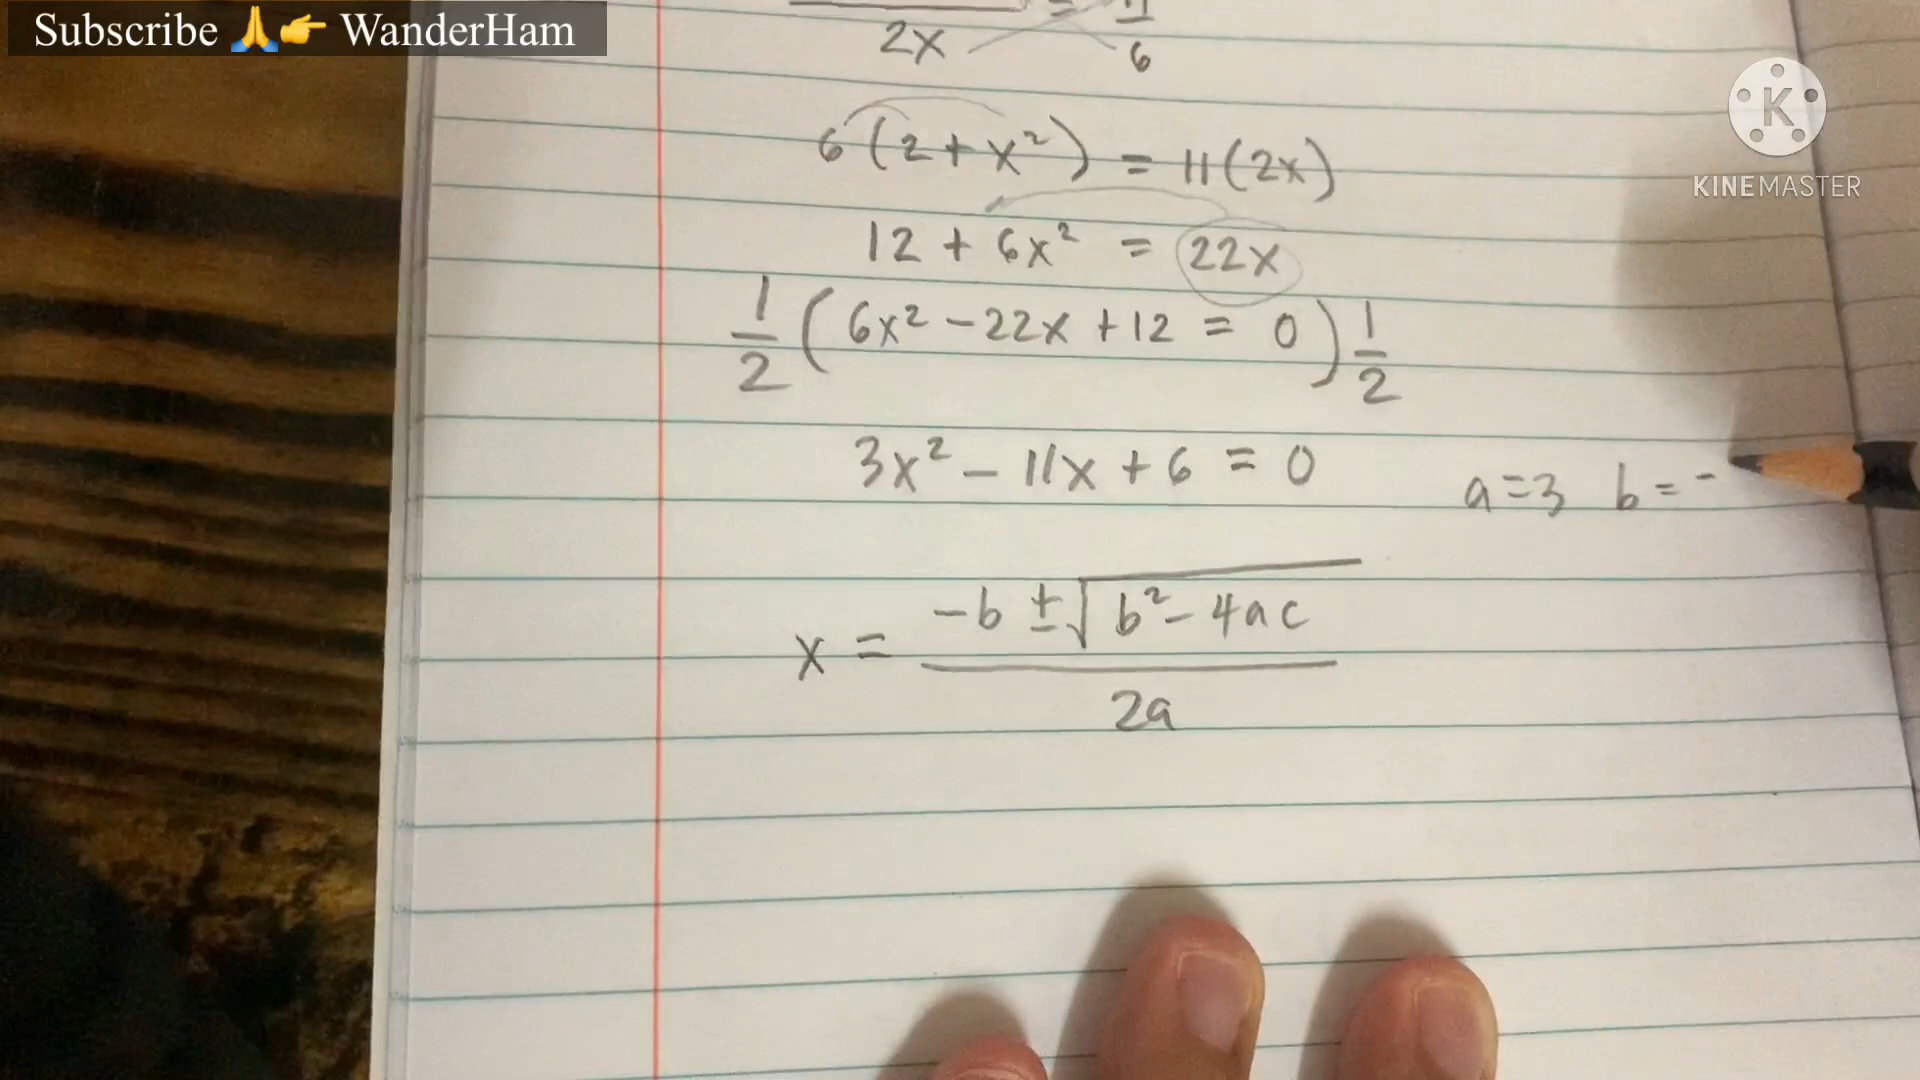 Subscribe 🙏👉 WanderHam
KINEMASTER
= 11
2x 6
6(2+x²) = 11(2x)
12 + 6x² = 22x
1/2 (6x² - 22x + 12 = 0) 1/2
3x² - 11x + 6 = 0
a=3 b=-
x = -b ± √b² - 4ac
2a